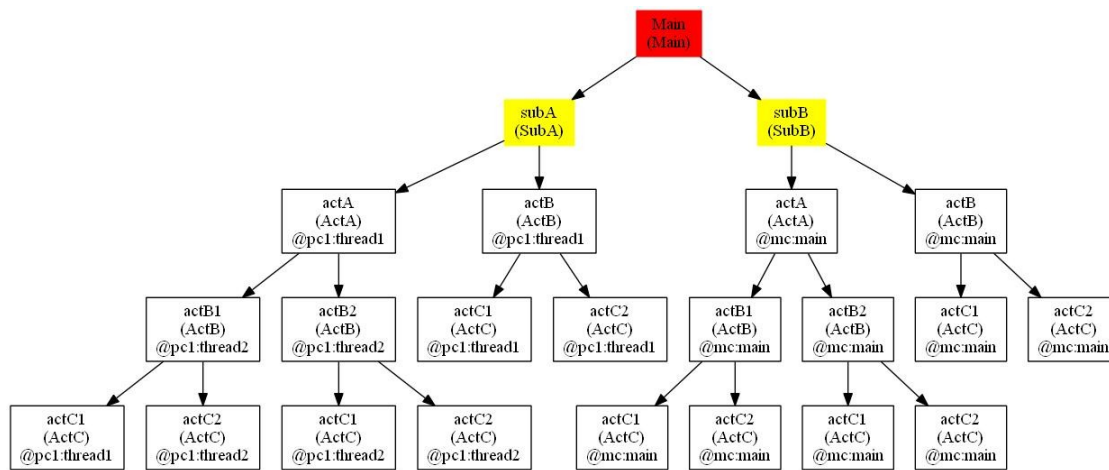 Main
(Main)
subA
(SubA)
subB
(SubB)
actA
(ActA)
@pc1:thread1
actB
(ActB)
@pc1:thread1
actA
(ActA)
@mc:main
actB
(ActB)
@mc:main
actB1
(ActB)
@pc1:thread2
actB2
(ActB)
@pc1:thread2
actC1
(ActC)
@pc1:thread1
actC2
(ActC)
@pc1:thread1
actB1
(ActB)
@mc:main
actB2
(ActB)
@mc:main
actC1
(ActC)
@mc:main
actC2
(ActC)
@mc:main
actC1
(ActC)
@pc1:thread1
actC2
(ActC)
@pc1:thread2
actC1
(ActC)
@pc1:thread2
actC2
(ActC)
@pc1:thread2
actC1
(ActC)
@mc:main
actC2
(ActC)
@mc:main
actC1
(ActC)
@mc:main
actC2
(ActC)
@mc:main